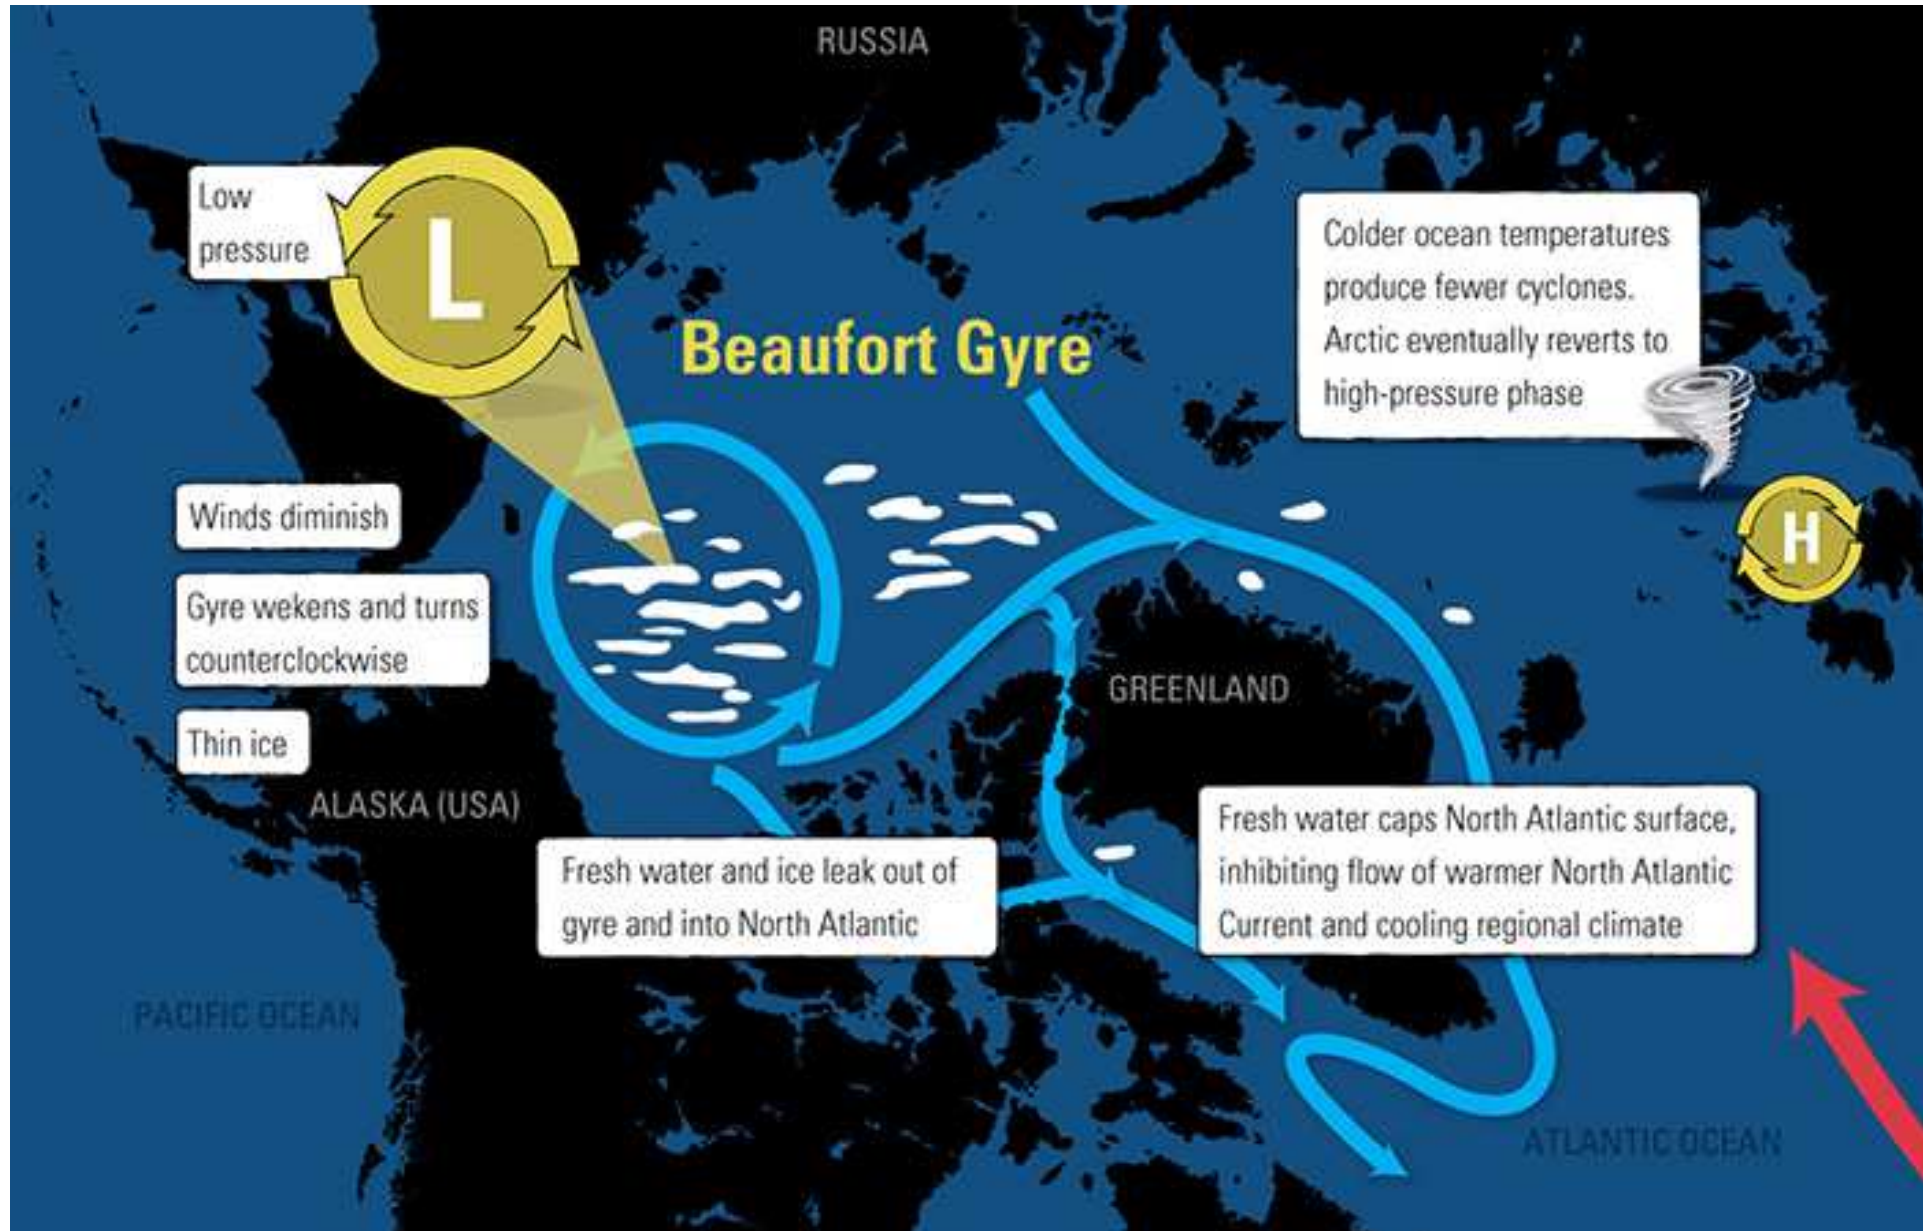 RUSSIA
Low
pressure
L
Beaufort Gyre
Colder ocean temperatures
produce fewer cyclones.
Arctic eventually reverts to
high-pressure phase
H
Winds diminish
Gyre wekens and turns
counterclockwise
Thin ice
GREENLAND
ALASKA (USA)
Fresh water and ice leak out of
gyre and into North Atlantic
Fresh water caps North Atlantic surface,
inhibiting flow of warmer North Atlantic
Current and cooling regional climate
PACIFIC OCEAN
ATLANTIC OCEAN